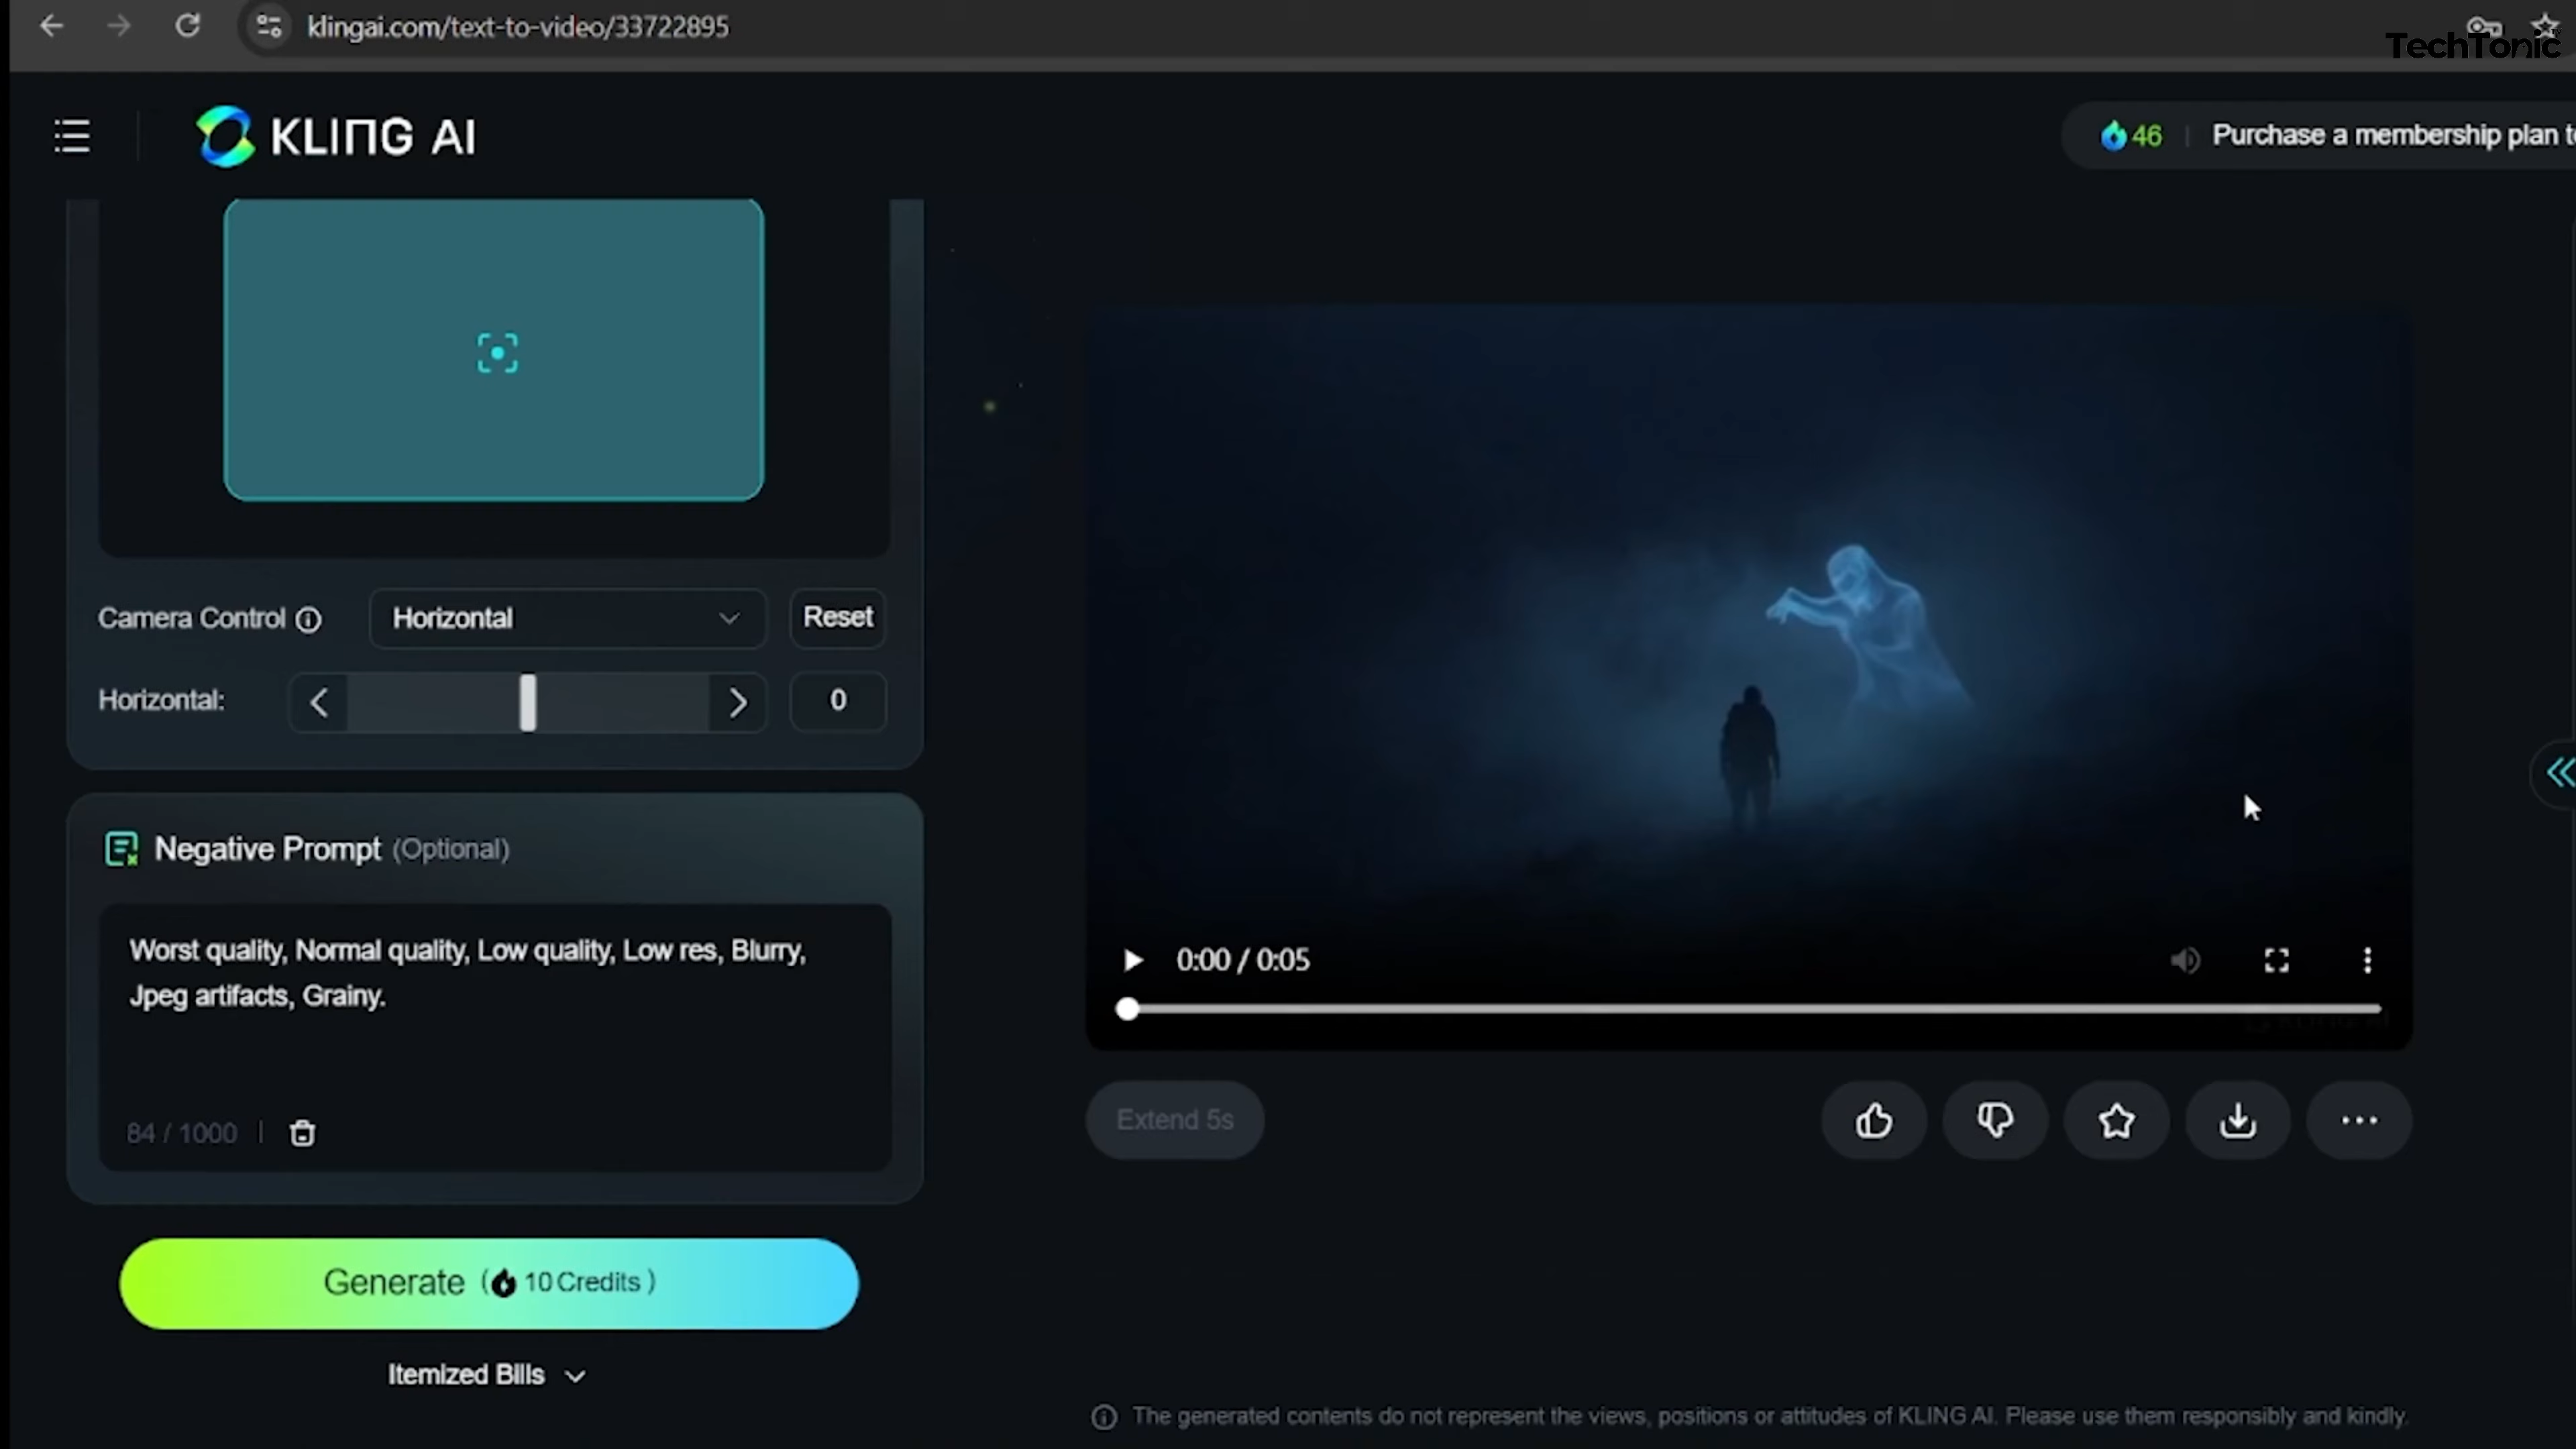 klingai.com/text-to-video/33722895
TechTonic
KLING AI
46
Purchase a membership plan t
Camera Control
Horizontal
Reset
Horizontal:
0
Negative Prompt (Optional)
Worst quality, Normal quality, Low quality, Low res, Blurry,
Jpeg artifacts, Grainy.
84 / 1000
Generate ( 10 Credits )
Itemized Bills
0:00 / 0:05
Extend 5s
The generated contents do not represent the views, positions or attitudes of KLING AI. Please use them responsibly and kindly.